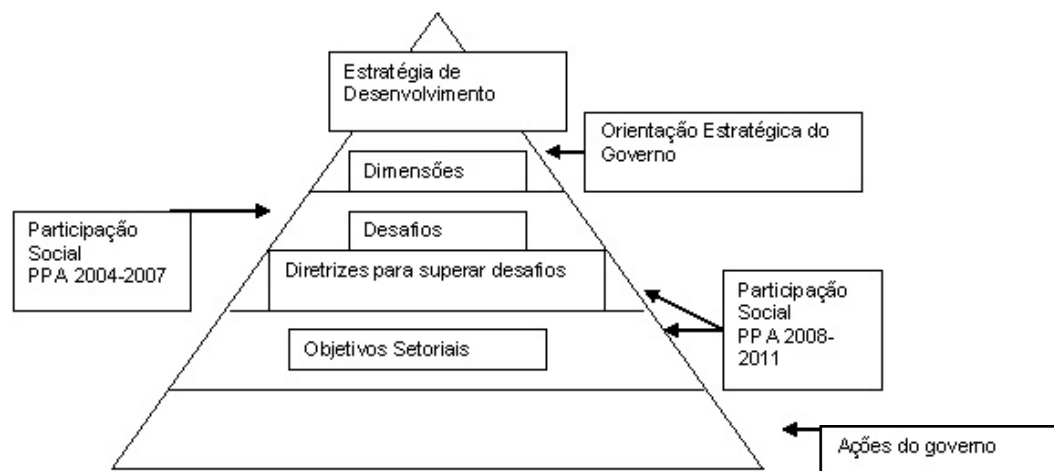 Estratégia de
Desenvolvimento
Orientação Estratégica do
Governo
Dimensões
Participação
Social
PPA 2004-2007
Desafios
Diretrizes para superar desafios
Participação
Social
PPA 2008-
2011
Objetivos Setoriais
Ações do governo